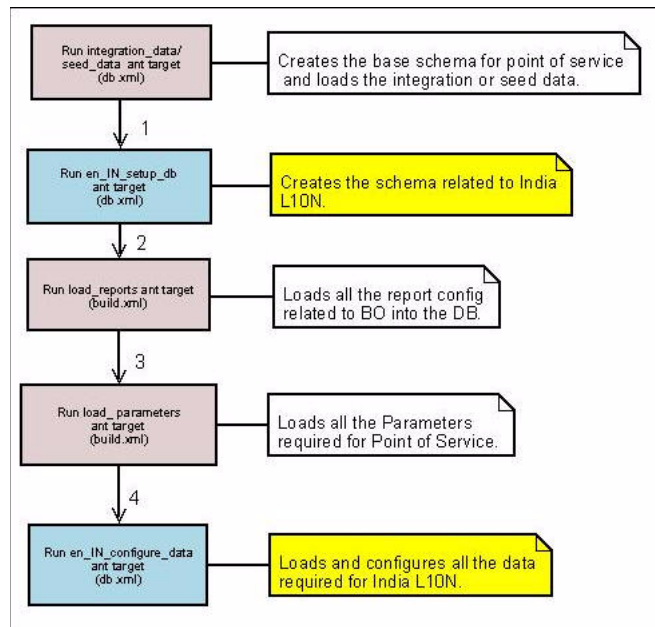 Run integration_data/
seed_data ant target
(db.xml)
Creates the base schema for point of service
and loads the integration or seed data.
1
Run en_IN_setup_db
ant target
(db.xml)
Creates the schema related to India
L10N.
2
Run load_reports ant target
(build.xml)
Loads all the report config
related to BO into the DB.
3
Run load_ parameters
ant target
(build.xml)
Loads all the Parameters
required for Point of Service.
4
Run en_IN_configure_data
ant target
(db.xml)
Loads and configures all the data
required for India L10N.